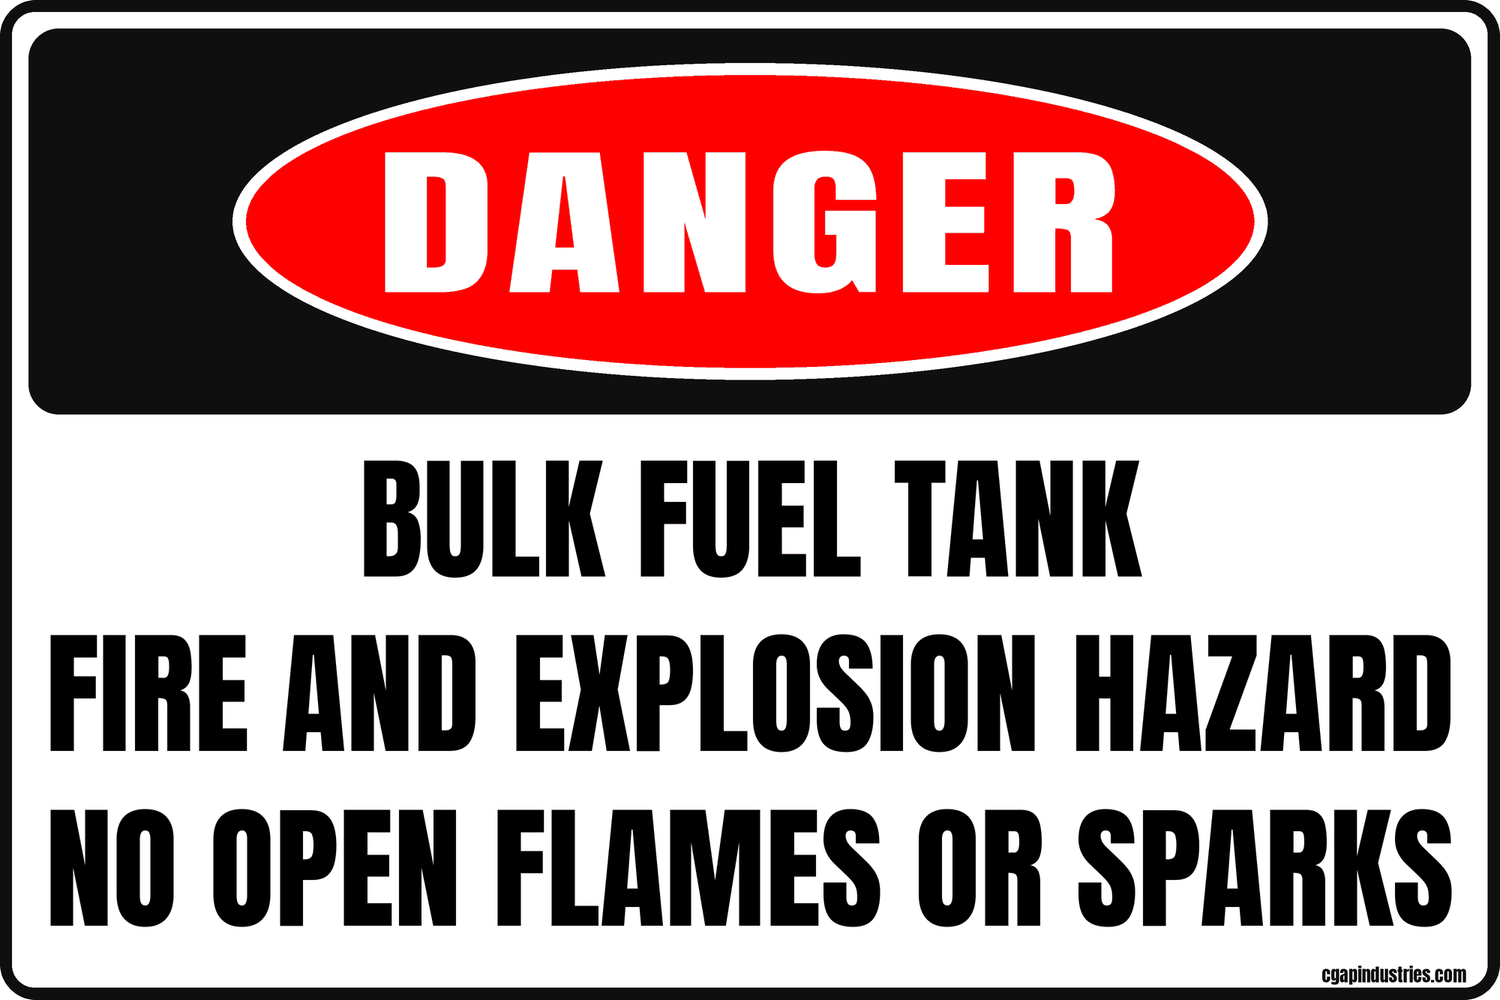 DANGER
BULK FUEL TANK
FIRE AND EXPLOSION HAZARD
NO OPEN FLAMES OR SPARKS
cgapindustries.com